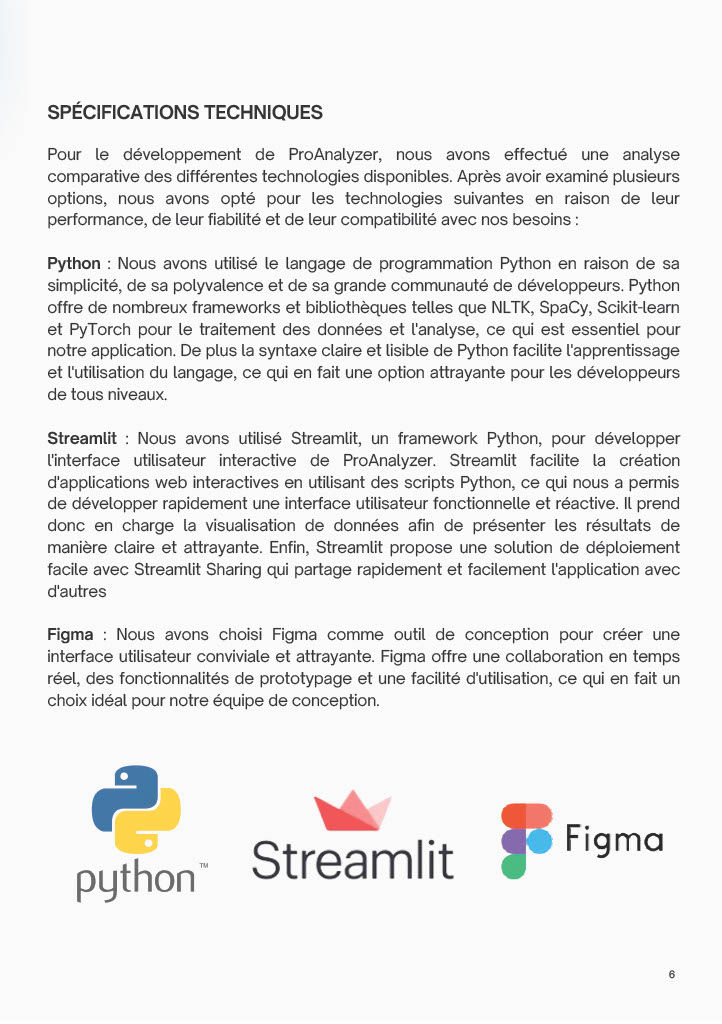 SPÉCIFICATIONS TECHNIQUES
Pour le développement de ProAnalyzer, nous avons effectué une analyse
comparative des différentes technologies disponibles. Après avoir examiné plusieurs
options, nous avons opté pour les technologies suivantes en raison de leur
performance, de leur fiabilité et de leur compatibilité avec nos besoins :
Python : Nous avons utilisé le langage de programmation Python en raison de sa
simplicité, de sa polyvalence et de sa grande communauté de développeurs. Python
offre de nombreux frameworks et bibliothèques telles que NLTK, SpaCy, Scikit-learn
et PyTorch pour le traitement des données et l'analyse, ce qui est essentiel pour
notre application. De plus la syntaxe claire et lisible de Python facilite l'apprentissage
et l'utilisation du langage, ce qui en fait une option attrayante pour les développeurs
de tous niveaux.
Streamlit : Nous avons utilisé Streamlit, un framework Python, pour développer
l'interface utilisateur interactive de ProAnalyzer. Streamlit facilite la création
d'applications web interactives en utilisant des scripts Python, ce qui nous a permis
de développer rapidement une interface utilisateur fonctionnelle et réactive. Il prend
donc en charge la visualisation de données afin de présenter les résultats de
manière claire et attrayante. Enfin, Streamlit propose une solution de déploiement
facile avec Streamlit Sharing qui partage rapidement et facilement l'application avec
d'autres
Figma : Nous avons choisi Figma comme outil de conception pour créer une
interface utilisateur conviviale et attrayante. Figma offre une collaboration en temps
réel, des fonctionnalités de prototypage et une facilité d'utilisation, ce qui en fait un
choix idéal pour notre équipe de conception.
python™
Streamlit
Figma
6